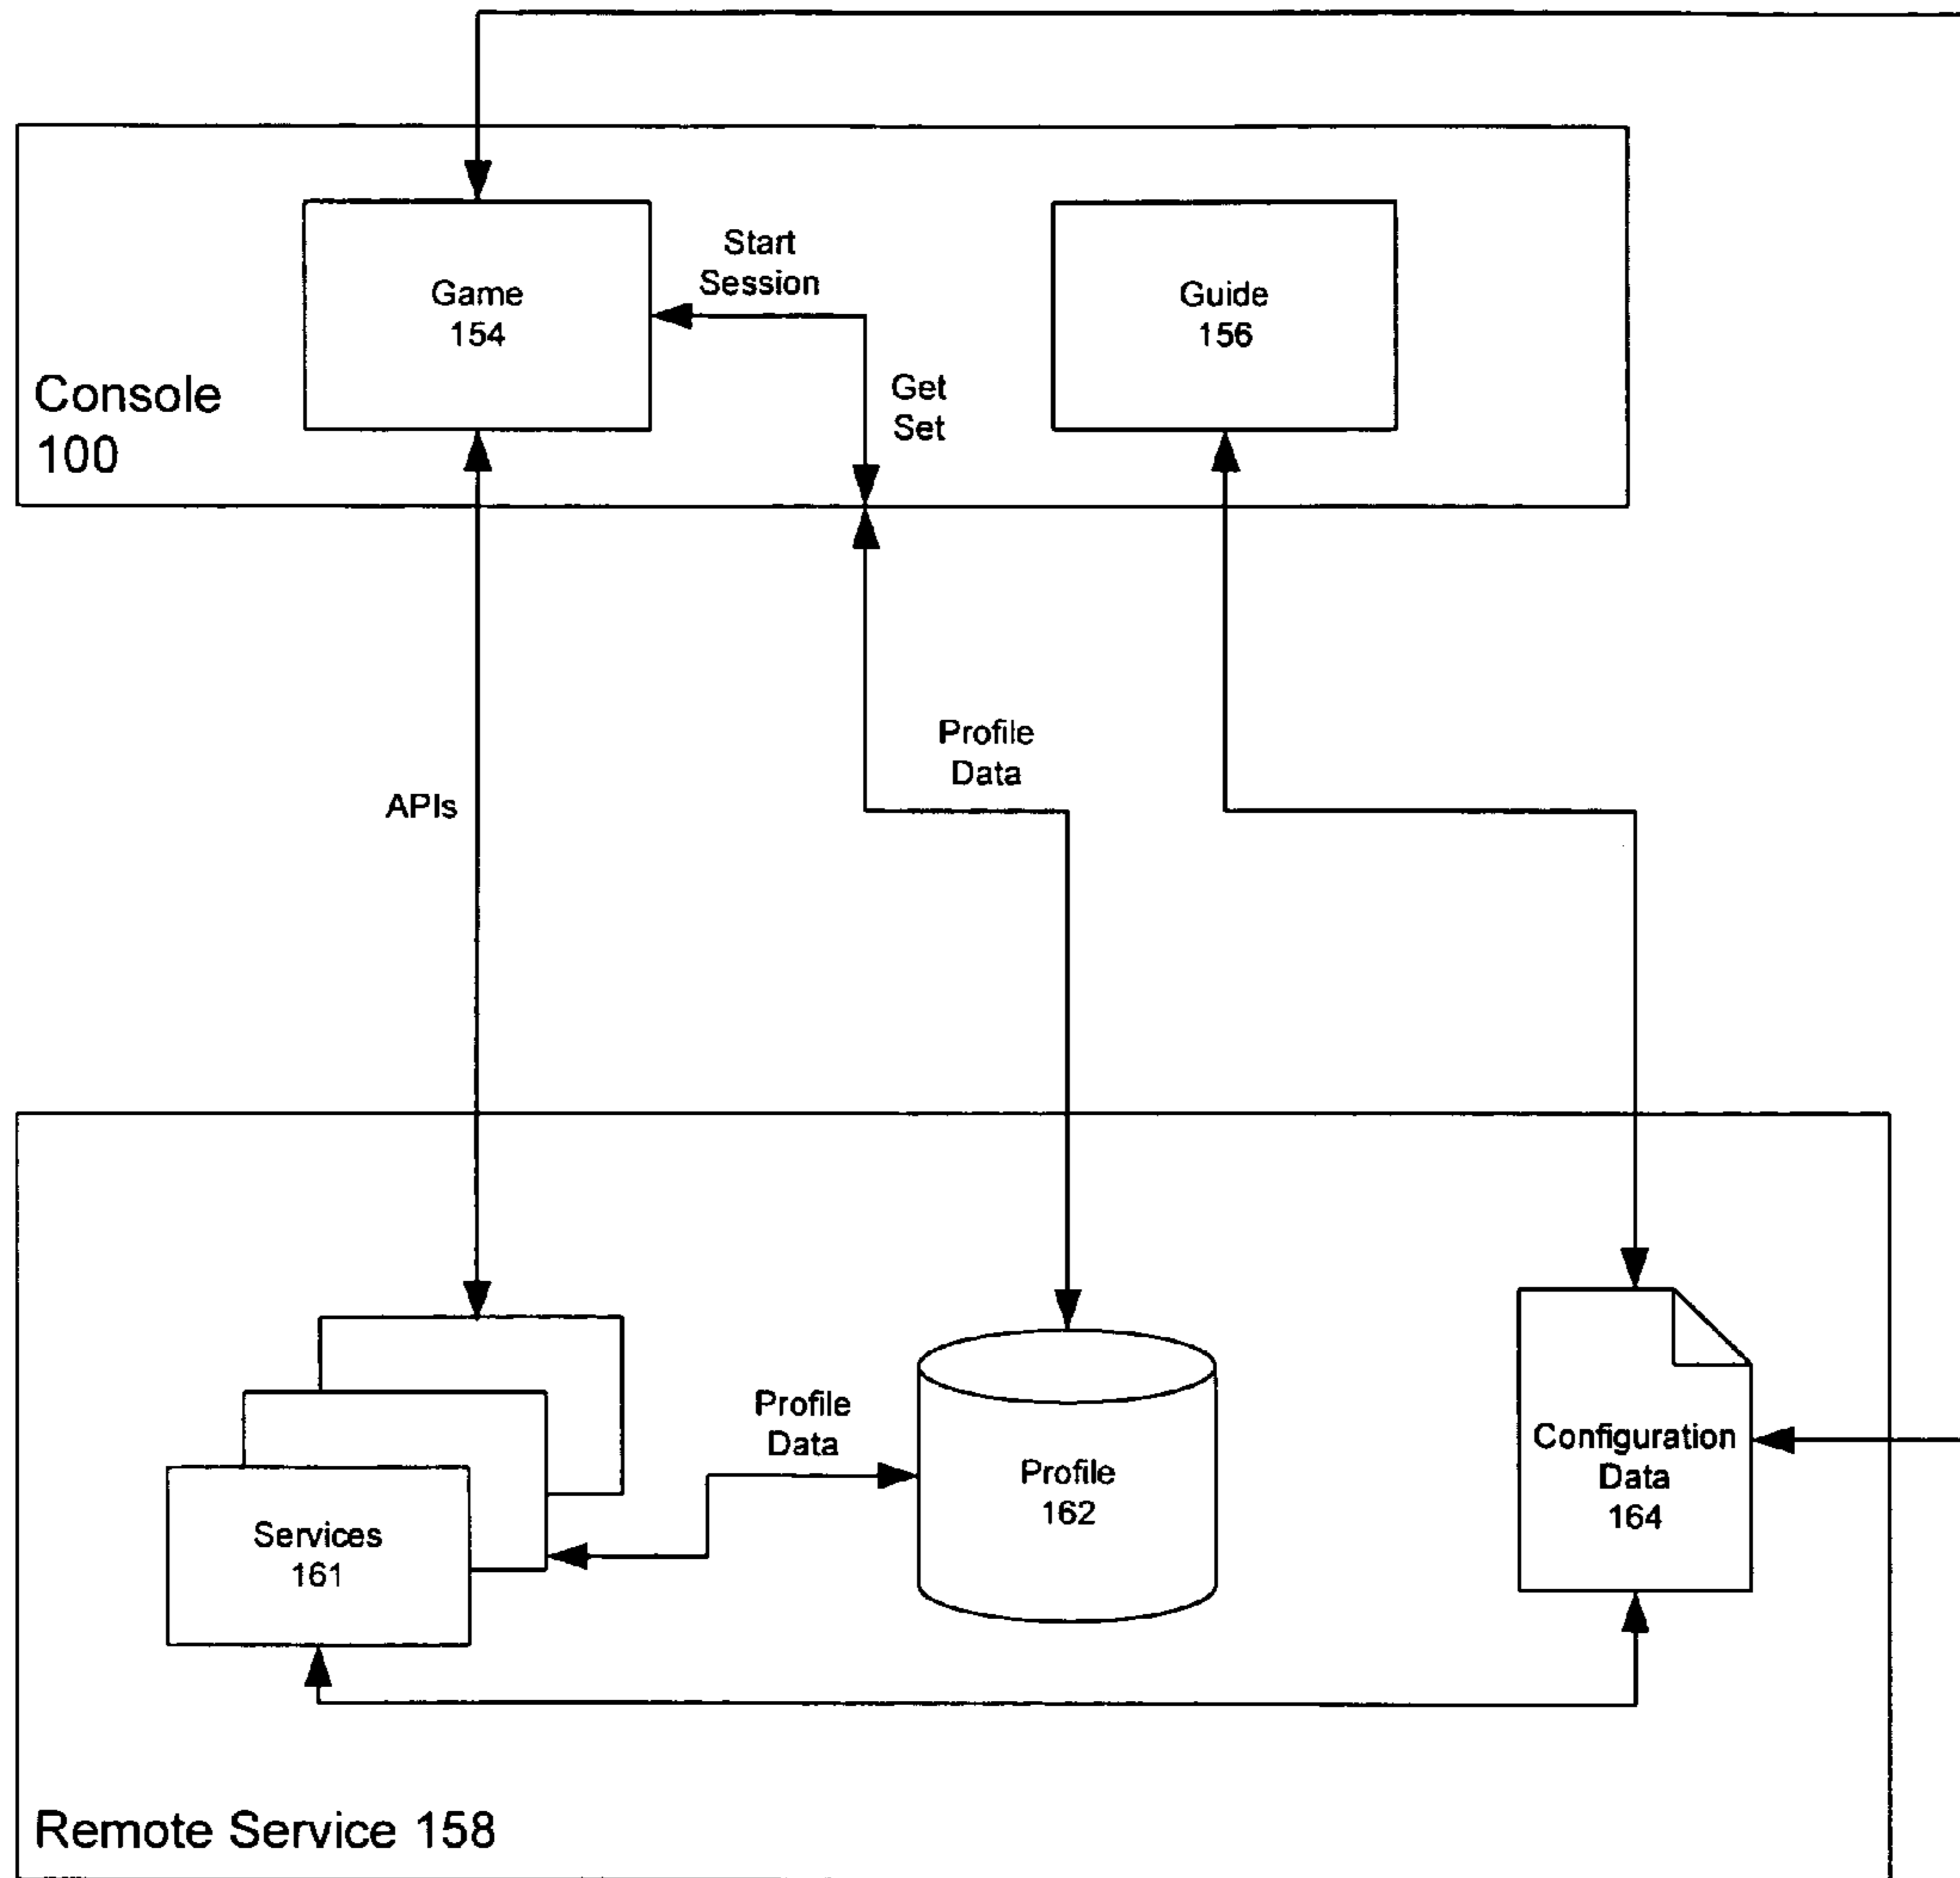 Start
Session
Game
154
Guide
156
Console
100
Get
Set
Profile
Data
APIs
Profile
Data
Configuration
Data
164
Profile
162
Services
161
Remote Service 158